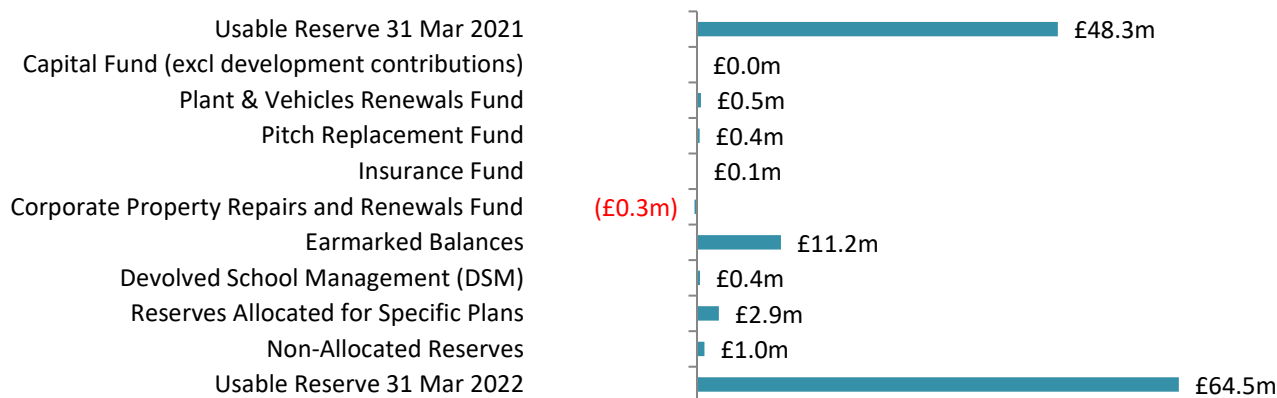 Usable Reserve 31 Mar 2021 £48.3m
Capital Fund (excl development contributions) £0.0m
Plant & Vehicles Renewals Fund £0.5m
Pitch Replacement Fund £0.4m
Insurance Fund £0.1m
Corporate Property Repairs and Renewals Fund (£0.3m)
Earmarked Balances £11.2m
Devolved School Management (DSM) £0.4m
Reserves Allocated for Specific Plans £2.9m
Non-Allocated Reserves £1.0m
Usable Reserve 31 Mar 2022 £64.5m